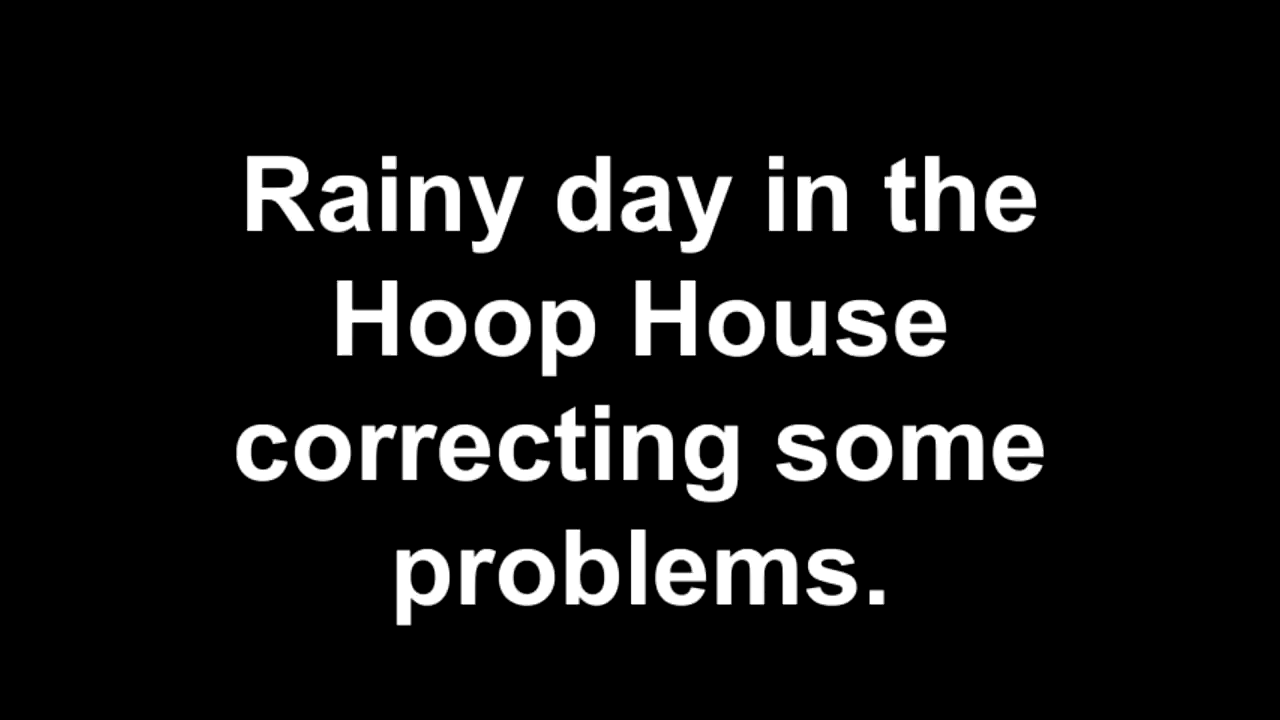 Rainy day in the
Hoop House
correcting some
problems.